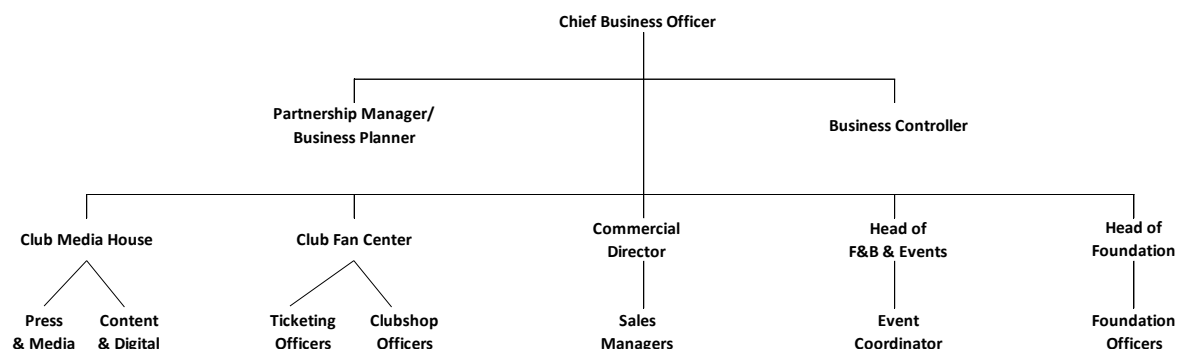 Chief Business Officer
Partnership Manager/
Business Planner
Business Controller
Club Media House
Club Fan Center
Commercial
Director
Head of
F&B & Events
Head of
Foundation
Press
& Media
Content
& Digital
Ticketing
Officers
Clubshop
Officers
Sales
Managers
Event
Coordinator
Foundation
Officers